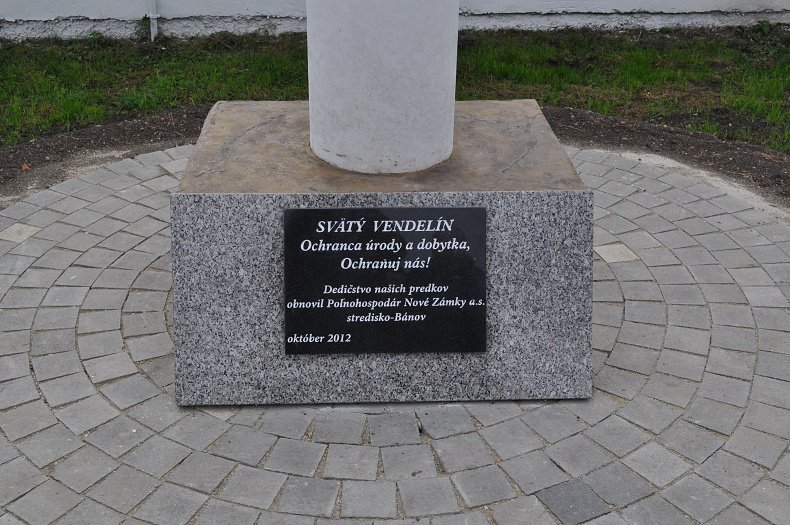 SVÄTÝ VENDELÍN
Ochranca úrody a dobytka,
Ochraňuj nás!
Dedičstvo našich predkov
obnovil Poľnohospodár Nové Zámky a.s.
stredisko-Bánov
október 2012